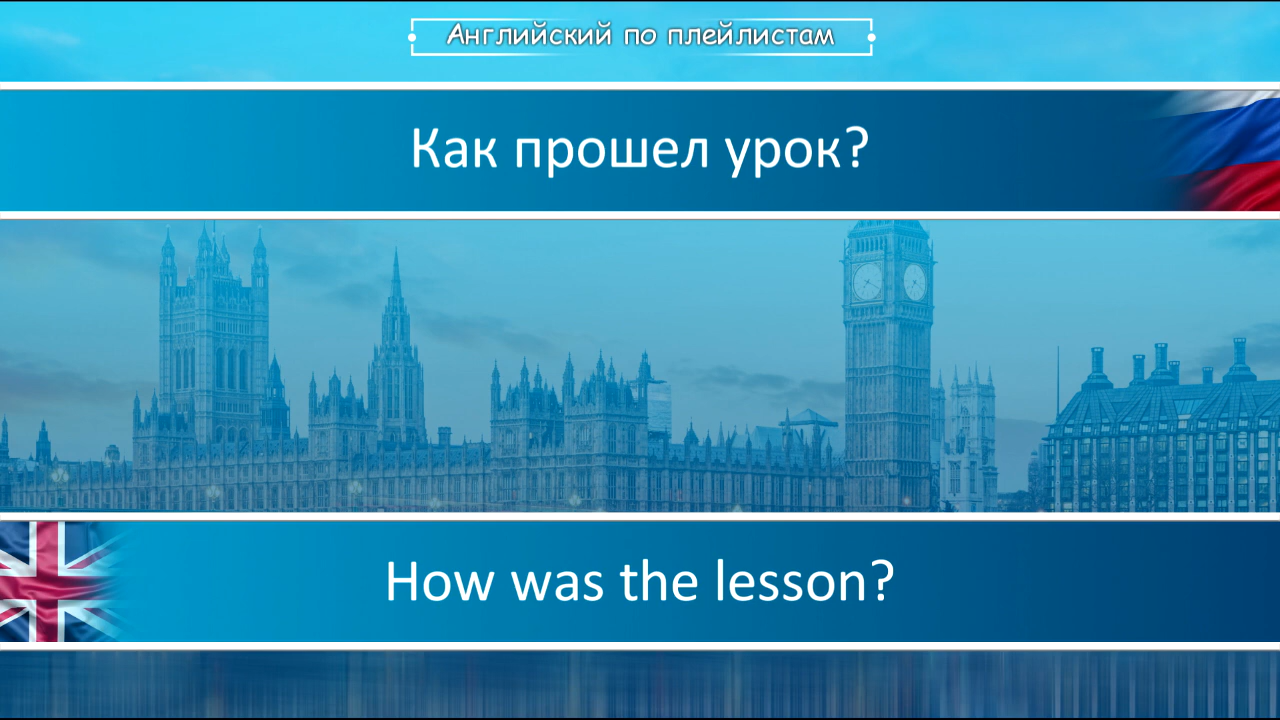 Английский по плейлистам
Как прошел урок?
How was the lesson?